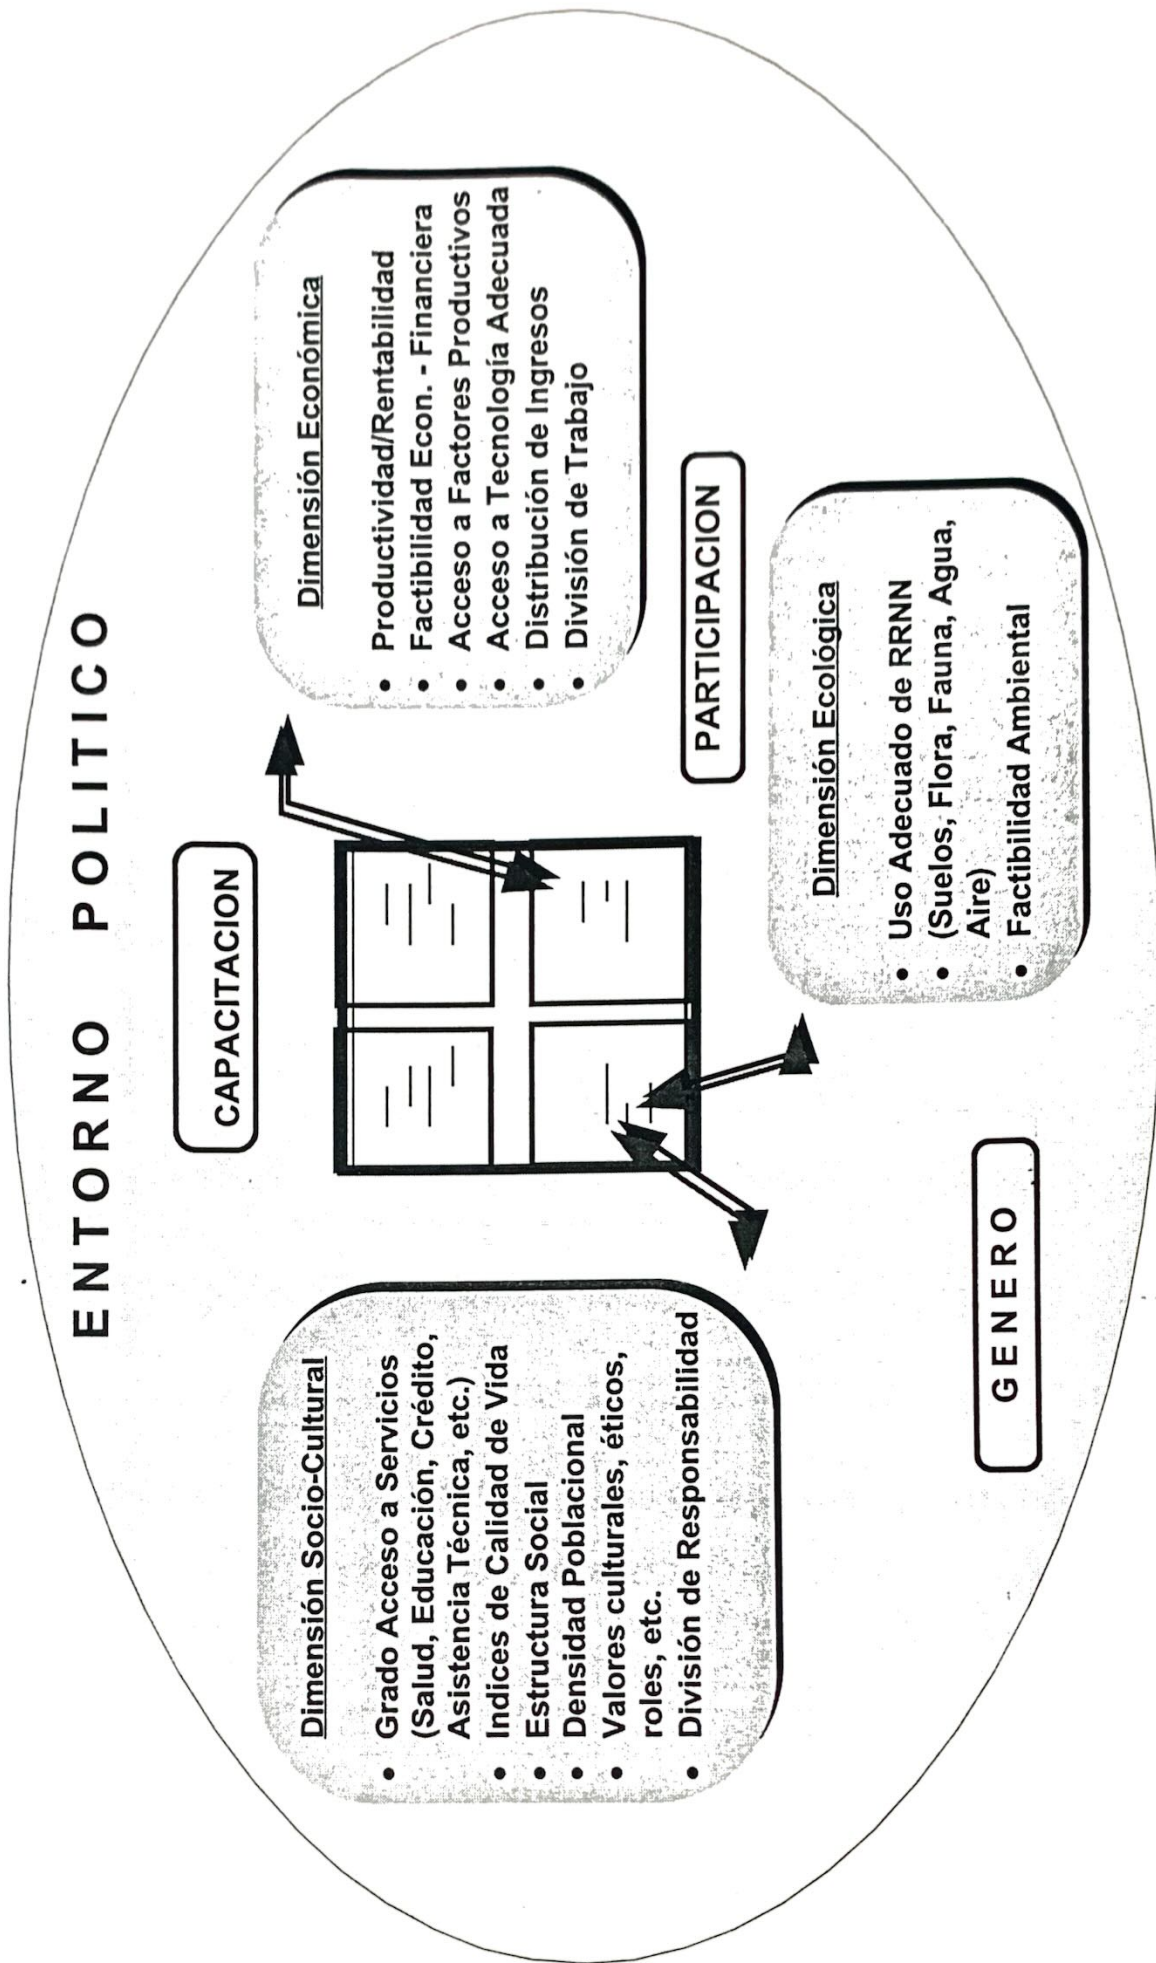 ENTORNO POLITICO
CAPACITACION
Dimensión Socio-Cultural
• Grado Acceso a Servicios
(Salud, Educación, Crédito,
Asistencia Técnica, etc.)
• Indices de Calidad de Vida
• Estructura Social
• Densidad Poblacional
• Valores culturales, éticos,
roles, etc.
• División de Responsabilidad
Dimensión Económica
• Productividad/Rentabilidad
• Factibilidad Econ. - Financiera
• Acceso a Factores Productivos
• Acceso a Tecnología Adecuada
• Distribución de Ingresos
• División de Trabajo
PARTICIPACION
Dimensión Ecológica
• Uso Adecuado de RRNN
• (Suelos, Flora, Fauna, Agua,
Aire)
• Factibilidad Ambiental
GENERO